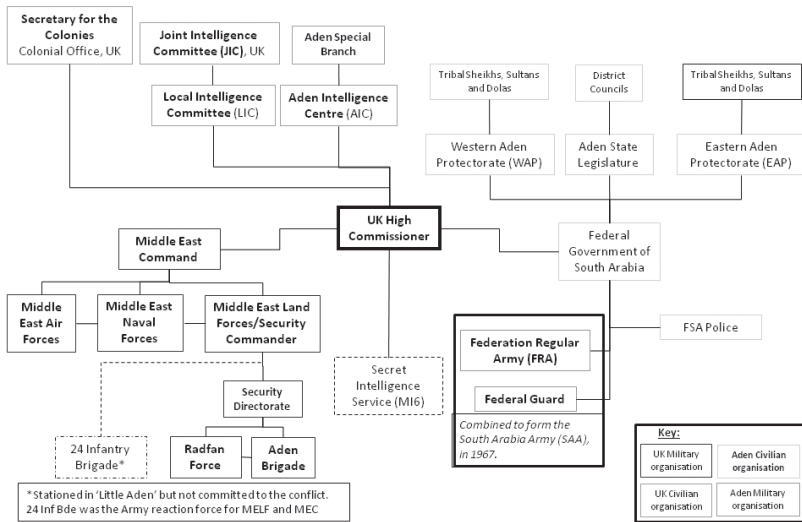 Secretary for the
Colonies
Colonial Office, UK
Joint Intelligence
Committee (JIC), UK
Aden Special
Branch
Local Intelligence
Committee (LIC)
Aden Intelligence
Centre (AIC)
Tribal Sheikhs, Sultans
and Dolas
District
Councils
Tribal Sheikhs, Sultans
and Dolas
Western Aden
Protectorate (WAP)
Aden State
Legislature
Eastern Aden
Protectorate (EAP)
UK High
Commissioner
Middle East
Command
Federal
Government of
South Arabia
Middle
East Air
Forces
Middle East
Naval
Forces
Middle East Land
Forces/Security
Commander
Federation Regular
Army (FRA)
FSA Police
Secret
Intelligence
Service (MI6)
Federal Guard
Security
Directorate
Combined to form the
South Arabia Army (SAA),
in 1967.
24 Infantry
Brigade*
Radfan
Force
Aden
Brigade
*Stationed in 'Little Aden' but not committed to the conflict.
24 Inf Bde was the Army reaction force for MELF and MEC
Key:
UK Military
organisation
Aden Civilian
organisation
UK Civilian
organisation
Aden Military
organisation